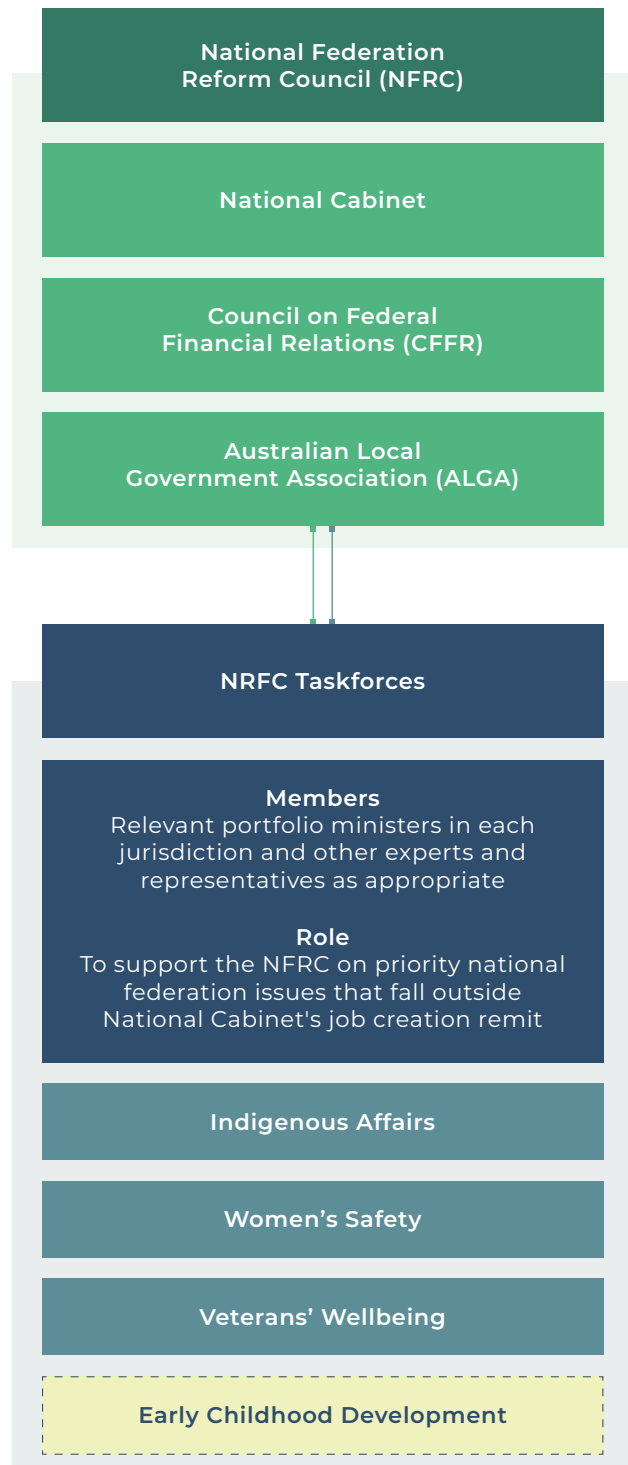 National Federation
Reform Council (NFRC)
National Cabinet
Council on Federal
Financial Relations (CFFR)
Australian Local
Government Association (ALGA)
NRFC Taskforces
Members
Relevant portfolio ministers in each
jurisdiction and other experts and
representatives as appropriate
Role
To support the NFRC on priority national
federation issues that fall outside
National Cabinet's job creation remit
Indigenous Affairs
Women’s Safety
Veterans’ Wellbeing
Early Childhood Development